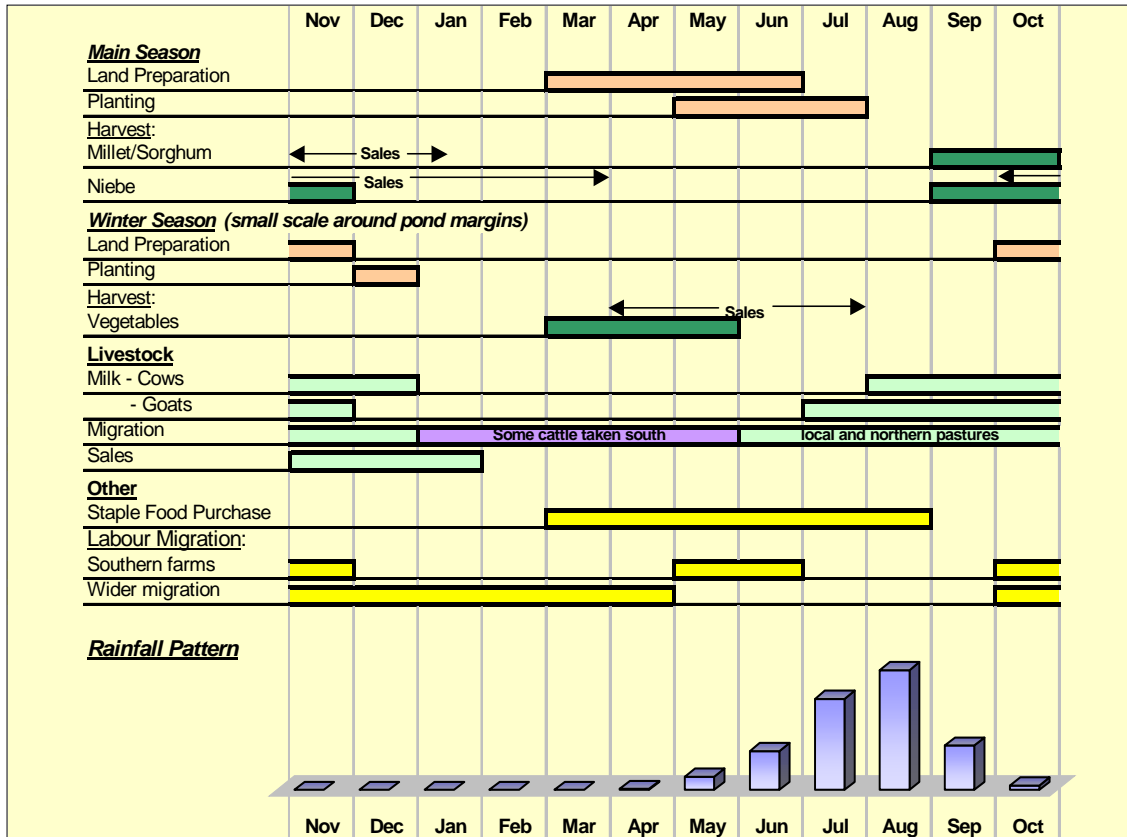 Nov Dec Jan Feb Mar Apr May Jun Jul Aug Sep Oct
Main Season
Land Preparation
Planting
Harvest:
Millet/Sorghum Sales
Niebe Sales
Winter Season (small scale around pond margins)
Land Preparation
Planting
Harvest:
Vegetables Sales
Livestock
Milk - Cows
- Goats
Migration Some cattle taken south local and northern pastures
Sales
Other
Staple Food Purchase
Labour Migration:
Southern farms
Wider migration
Rainfall Pattern
Nov Dec Jan Feb Mar Apr May Jun Jul Aug Sep Oct